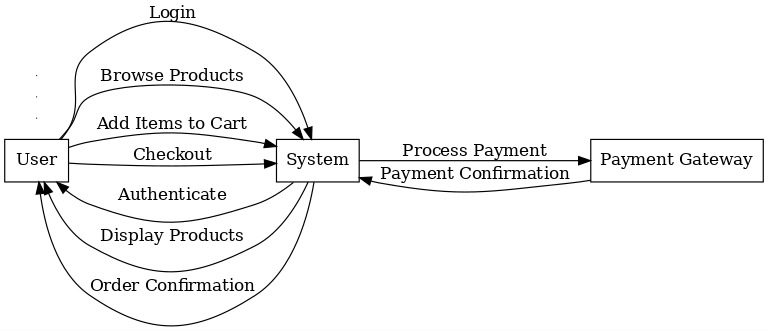 Login
Browse Products
Add Items to Cart
Checkout
User
System
Payment Gateway
Process Payment
Payment Confirmation
Authenticate
Display Products
Order Confirmation